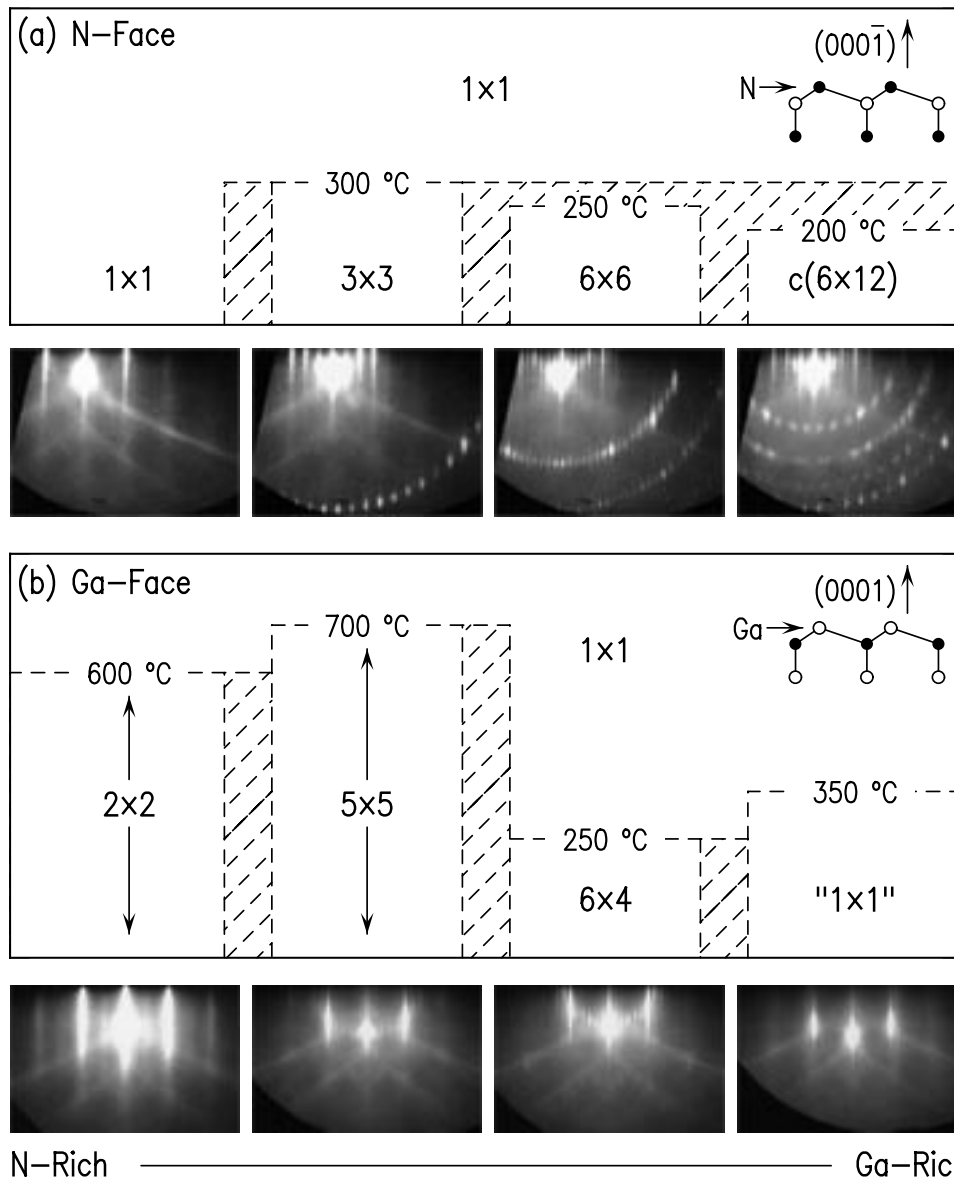 (a) N-Face
(0001̄)
N
1×1
300 °C
250 °C
200 °C
1×1
3×3
6×6
c(6×12)
(b) Ga-Face
(0001)
Ga
700 °C
1×1
600 °C
2×2
5×5
350 °C
250 °C
6×4
"1×1"
N-Rich
Ga-Ric